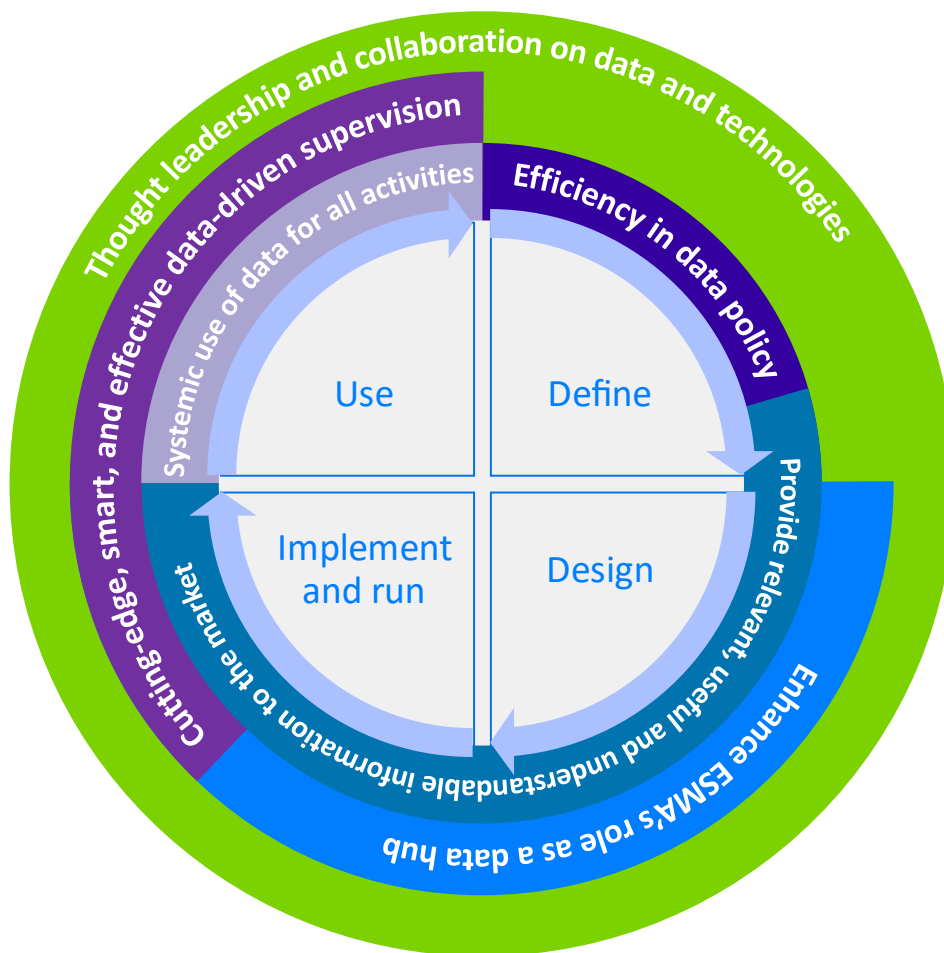 Thought leadership and collaboration on data and technologies
Cutting-edge, smart, and effective data-driven supervision
Systemic use of data for all activities
Efficiency in data policy
Provide relevant, useful and understandable information to the market
Enhance ESMA's role as a data hub
Use
Define
Implement
and run
Design